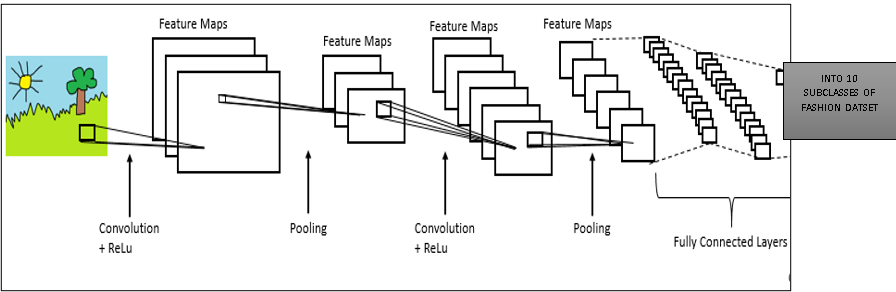 Feature Maps
Feature Maps
Feature Maps
Feature Maps
INTO 10
SUBCLASSES OF
FASHION DATSET
Convolution
+ ReLu
Pooling
Convolution
+ ReLu
Pooling
Fully Connected Layers